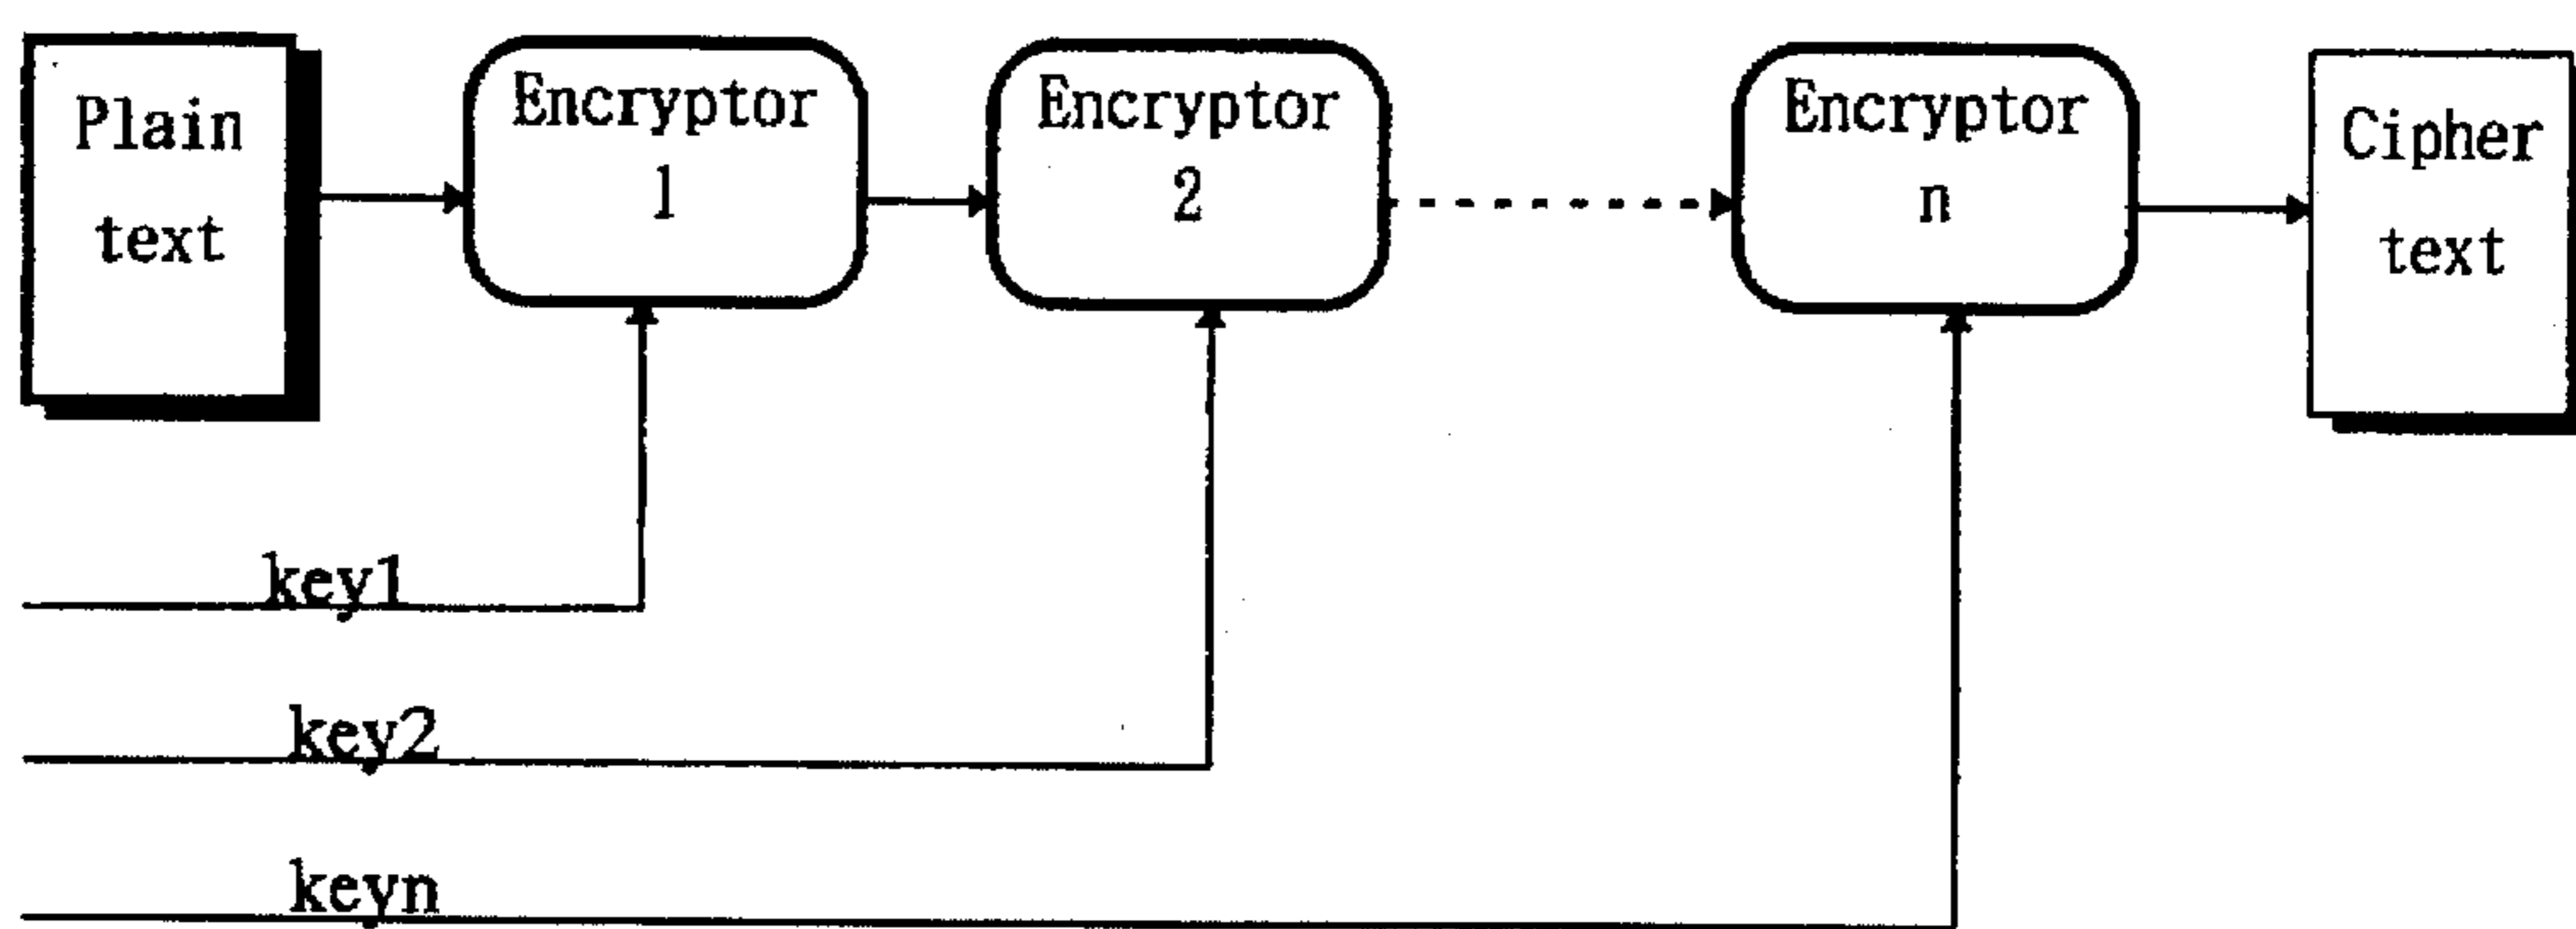 Plain
text
Encryptor
1
Encryptor
2
Encryptor
n
Cipher
text
key1
key2
keyn